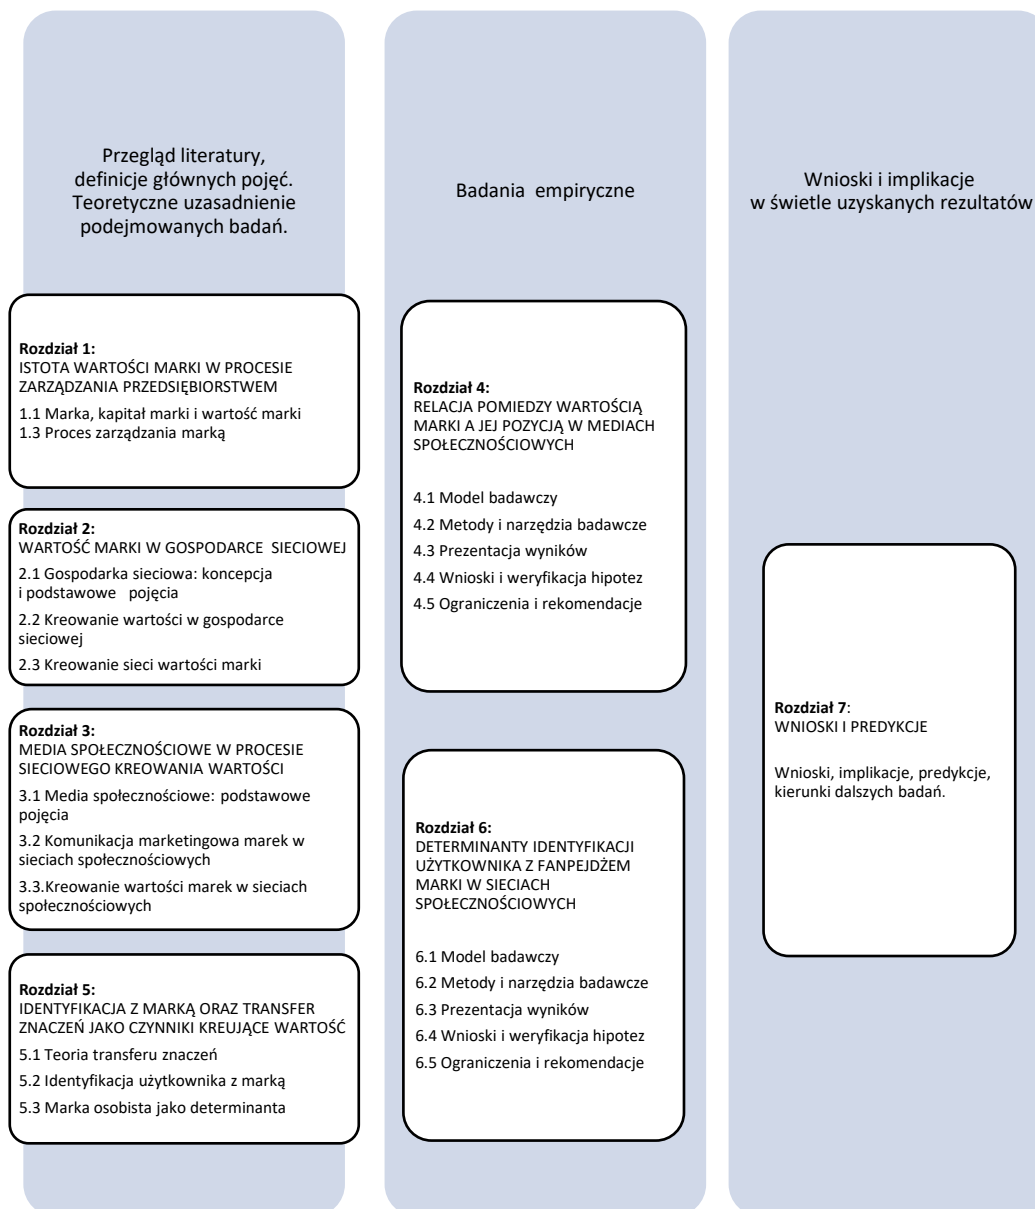 Przegląd literatury,
definicje głównych pojęć.
Teoretyczne uzasadnienie
podejmowanych badań.
Rozdział 1:
ISTOTA WARTOŚCI MARKI W PROCESIE
ZARZĄDZANIA PRZEDSIĘBIORSTWEM
1.1 Marka, kapitał marki i wartość marki
1.3 Proces zarządzania marką
Rozdział 2:
WARTOŚĆ MARKI W GOSPODARCE SIECIOWEJ
2.1 Gospodarka sieciowa: koncepcja
i podstawowe pojęcia
2.2 Kreowanie wartości w gospodarce
sieciowej
2.3 Kreowanie sieci wartości marki
Rozdział 3:
MEDIA SPOŁECZNOŚCIOWE W PROCESIE
SIECIOWEGO KREOWANIA WARTOŚCI
3.1 Media społecznościowe: podstawowe
pojęcia
3.2 Komunikacja marketingowa marek w
sieciach społecznościowych
3.3.Kreowanie wartości marek w sieciach
społecznościowych
Rozdział 5:
IDENTYFIKACJA Z MARKĄ ORAZ TRANSFER
ZNACZEŃ JAKO CZYNNIKI KREUJĄCE WARTOŚĆ
5.1 Teoria transferu znaczeń
5.2 Identyfikacja użytkownika z marką
5.3 Marka osobista jako determinanta
Badania empiryczne
Rozdział 4:
RELACJA POMIEDZY WARTOŚCIĄ
MARKI A JEJ POZYCJĄ W MEDIACH
SPOŁECZNOŚCIOWYCH
4.1 Model badawczy
4.2 Metody i narzędzia badawcze
4.3 Prezentacja wyników
4.4 Wnioski i weryfikacja hipotez
4.5 Ograniczenia i rekomendacje
Rozdział 6:
DETERMINANTY IDENTYFIKACJI
UŻYTKOWNIKA Z FANPEJDŻEM
MARKI W SIECIACH
SPOŁECZNOŚCIOWYCH
6.1 Model badawczy
6.2 Metody i narzędzia badawcze
6.3 Prezentacja wyników
6.4 Wnioski i weryfikacja hipotez
6.5 Ograniczenia i rekomendacje
Wnioski i implikacje
w świetle uzyskanych rezultatów
Rozdział 7:
WNIOSKI I PREDYKCJE
Wnioski, implikacje, predykcje,
kierunki dalszych badań.